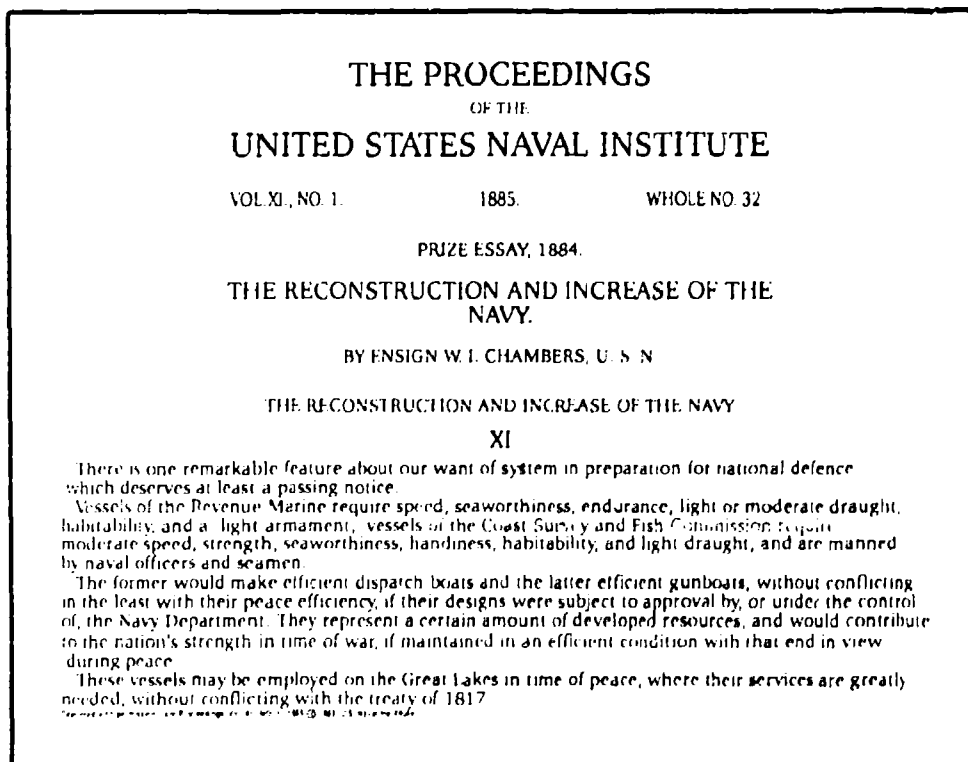 THE PROCEEDINGS
OF THE
UNITED STATES NAVAL INSTITUTE
VOL.XI., NO. 1. 1885. WHOLE NO. 32
PRIZE ESSAY, 1884.
THE RECONSTRUCTION AND INCREASE OF THE
NAVY.
BY ENSIGN W. I. CHAMBERS, U. S. N
THE RECONSTRUCTION AND INCREASE OF THE NAVY
XI
There is one remarkable feature about our want of system in preparation for national defence
which deserves at least a passing notice.
Vessels of the Revenue Marine require speed, seaworthiness, endurance, light or moderate draught,
habitability, and a light armament, vessels of the Coast Survey and Fish Commission require
moderate speed, strength, seaworthiness, handiness, habitability, and light draught, and are manned
by naval officers and seamen.
The former would make efficient dispatch boats and the latter efficient gunboats, without conflicting
in the least with their peace efficiency, if their designs were subject to approval by, or under the control
of, the Navy Department. They represent a certain amount of developed resources, and would contribute
to the nation's strength in time of war, if maintained in an efficient condition with that end in view
during peace
These vessels may be employed on the Great Lakes in time of peace, where their services are greatly
needed, without conflicting with the treaty of 1817